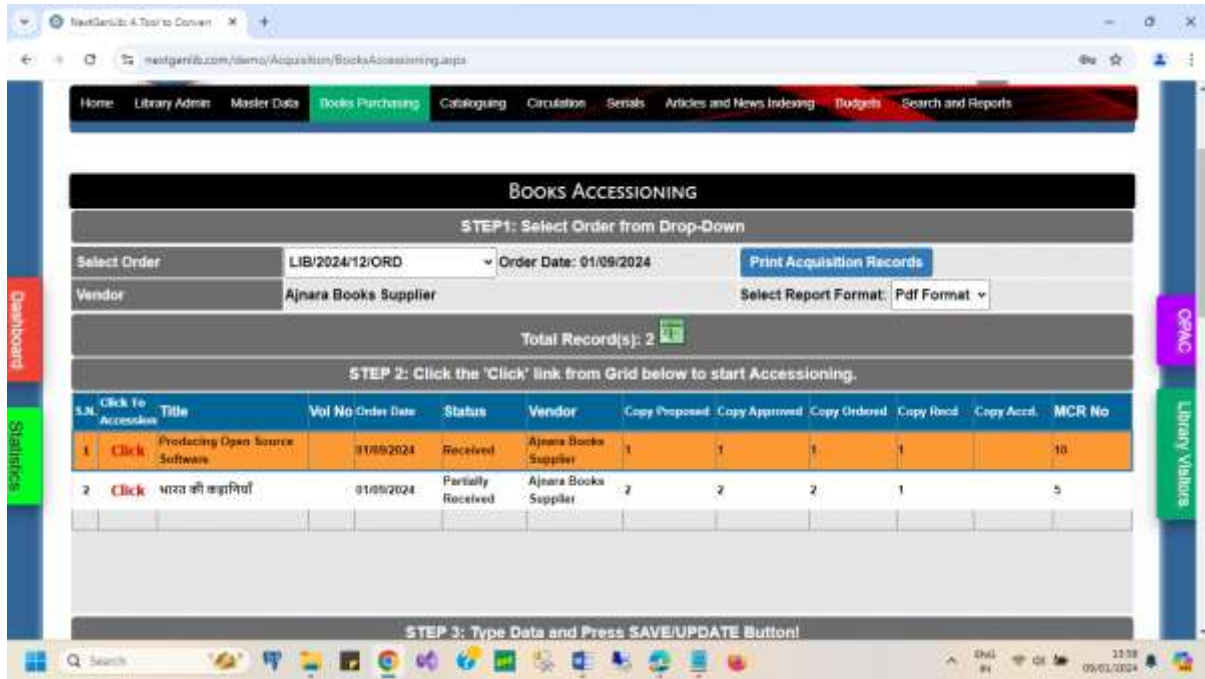 NextGenLib: A Tool to Convert
nextgenlib.com/demo/Acquisition/BooksAccessioning.aspx
Home Library Admin Master Data Books Purchasing Cataloguing Circulation Serials Articles and News Indexing Budgets Search and Reports
BOOKS ACCESSIONING
STEP1: Select Order from Drop-Down
Select Order LIB/2024/12/ORD Order Date: 01/09/2024 Print Acquisition Records
Vendor Ajnara Books Supplier Select Report Format: Pdf Format
Total Record(s): 2
STEP 2: Click the 'Click' link from Grid below to start Accessioning.
S.N. Click To Accession Title Vol No Order Date Status Vendor Copy Proposed Copy Approved Copy Ordered Copy Recd Copy Accd. MCR No
1 Click Producing Open Source Software 01/09/2024 Received Ajnara Books Supplier 1 1 1 1 10
2 Click भारत की कहानियाँ 01/09/2024 Partially Received Ajnara Books Supplier 2 2 2 1 5
STEP 3: Type Data and Press SAVE/UPDATE Button!
Dashboard
Statistics
OPAC
Library Visitors
Search
ENG
IN
09/01/2024